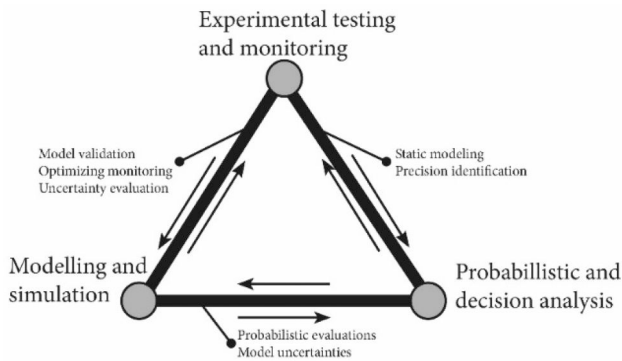 Experimental testing
and monitoring
Model validation
Optimizing monitoring
Uncertainty evaluation
Static modeling
Precision identification
Modelling and
simulation
Probabillistic and
decision analysis
Probabilistic evaluations
Model uncertainties